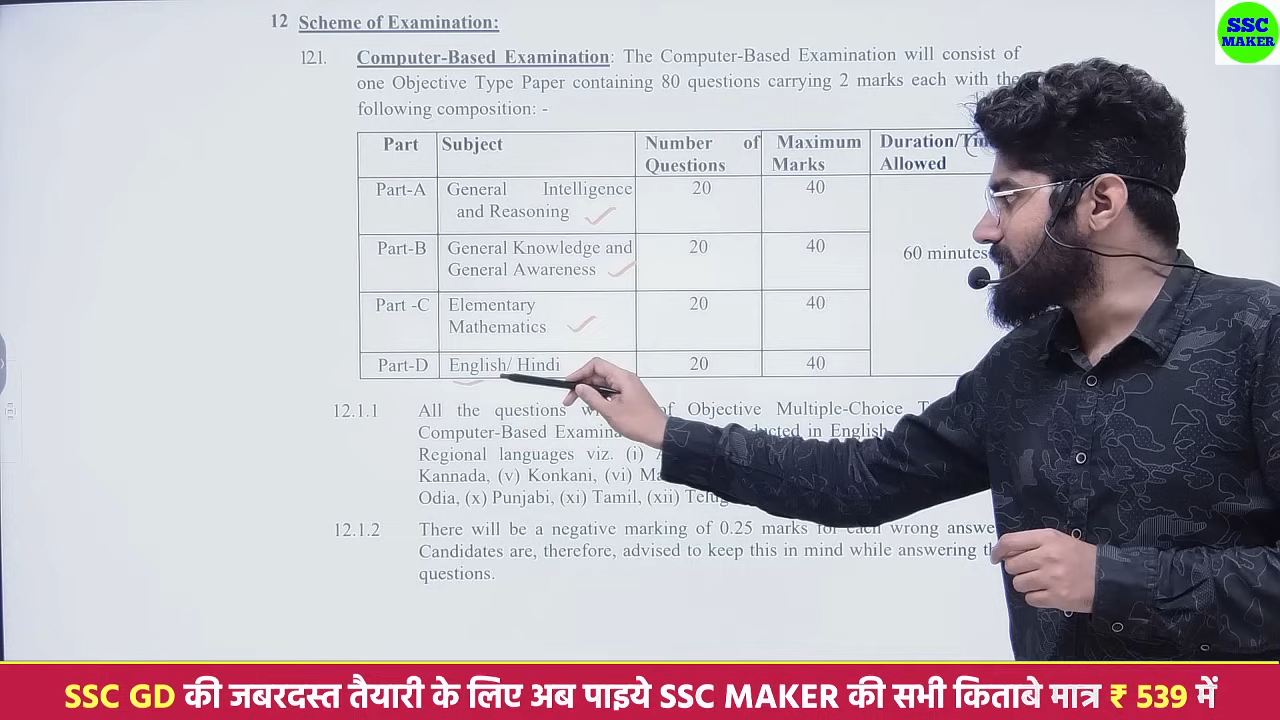 SSC
MAKER
12 Scheme of Examination:
12.1. Computer-Based Examination: The Computer-Based Examination will consist of
one Objective Type Paper containing 80 questions carrying 2 marks each with the
following composition: -
Part Subject Number of Questions Maximum Marks Duration/Time Allowed
Part-A General Intelligence and Reasoning 20 40 60 minutes
Part-B General Knowledge and General Awareness 20 40
Part -C Elementary Mathematics 20 40
Part-D English/ Hindi 20 40
12.1.1 All the questions of Objective Multiple-Choice
Computer-Based in English
Regional languages viz. (i)
Kannada, (v) Konkani, (vi)
Odia, (x) Punjabi, (xi) Tamil, (xii)
12.1.2 There will be a negative marking of 0.25 marks for each wrong
Candidates are, therefore, advised to keep this in mind while answering
questions.
SSC GD की जबरदस्त तैयारी के लिए अब पाइये SSC MAKER की सभी किताबे मात्र ₹ 539 में